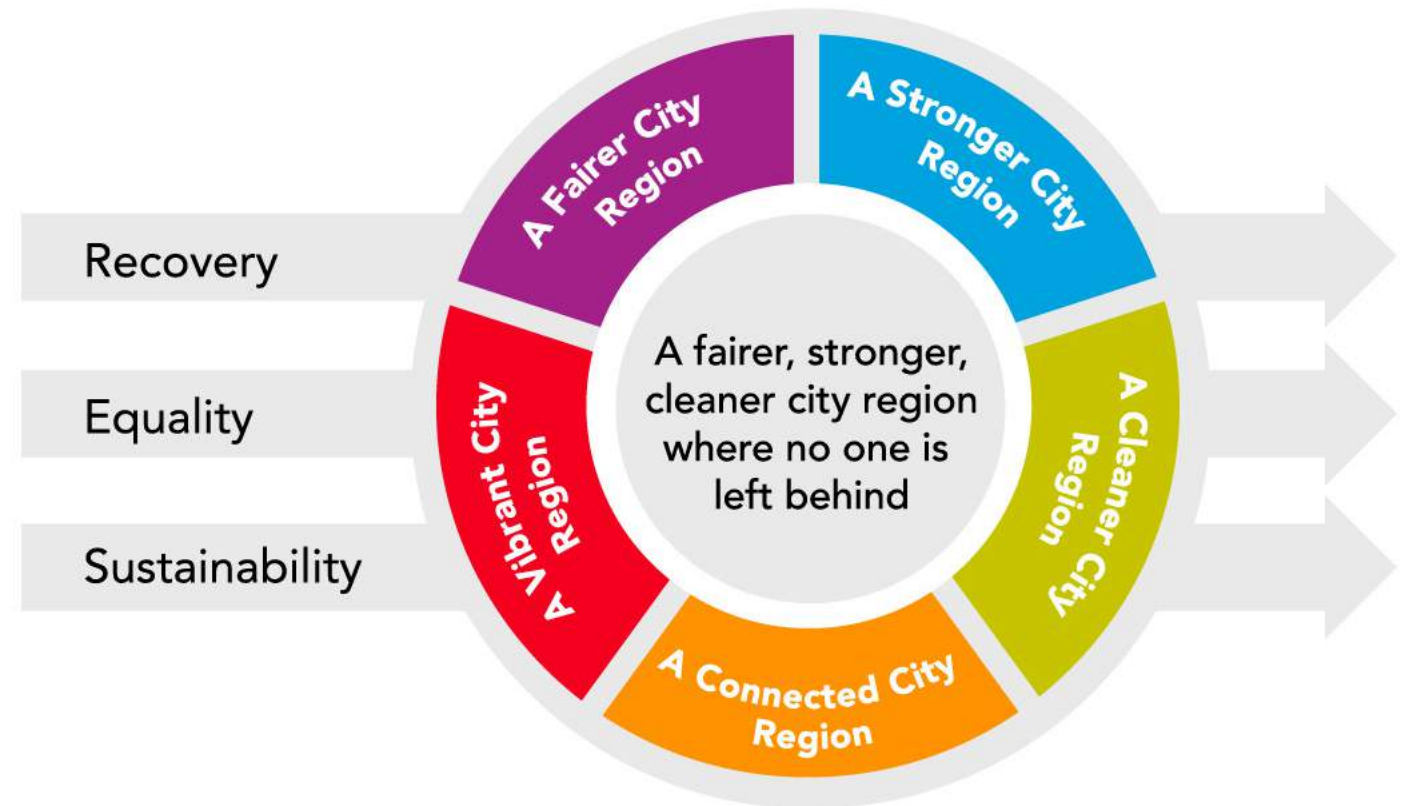 Recovery
Equality
Sustainability
A Fairer City
Region
A Stronger City
Region
A Cleaner City
Region
A Connected City
Region
A Vibrant City
Region
A fairer, stronger,
cleaner city region
where no one is
left behind